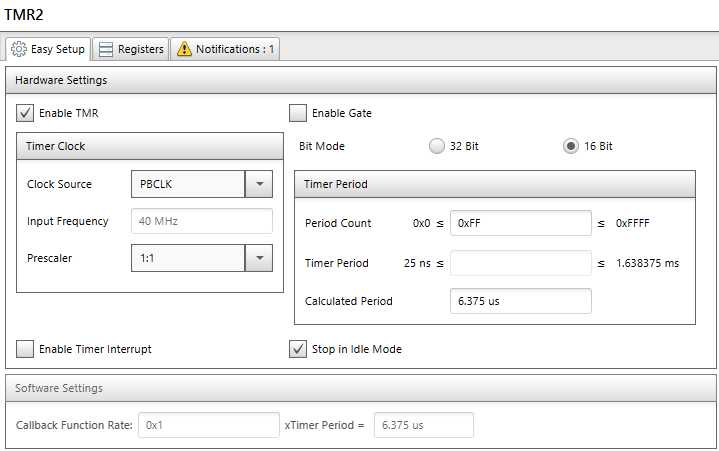 TMR2
Easy Setup Registers Notifications : 1
Hardware Settings
Enable TMR Enable Gate
Timer Clock Bit Mode 32 Bit 16 Bit
Clock Source PBCLK Timer Period
Input Frequency 40 MHz Period Count 0x0 ≤ 0xFF ≤ 0xFFFF
Prescaler 1:1 Timer Period 25 ns ≤ ≤ 1.638375 ms
Calculated Period 6.375 us
Enable Timer Interrupt Stop in Idle Mode
Software Settings
Callback Function Rate: 0x1 xTimer Period = 6.375 us